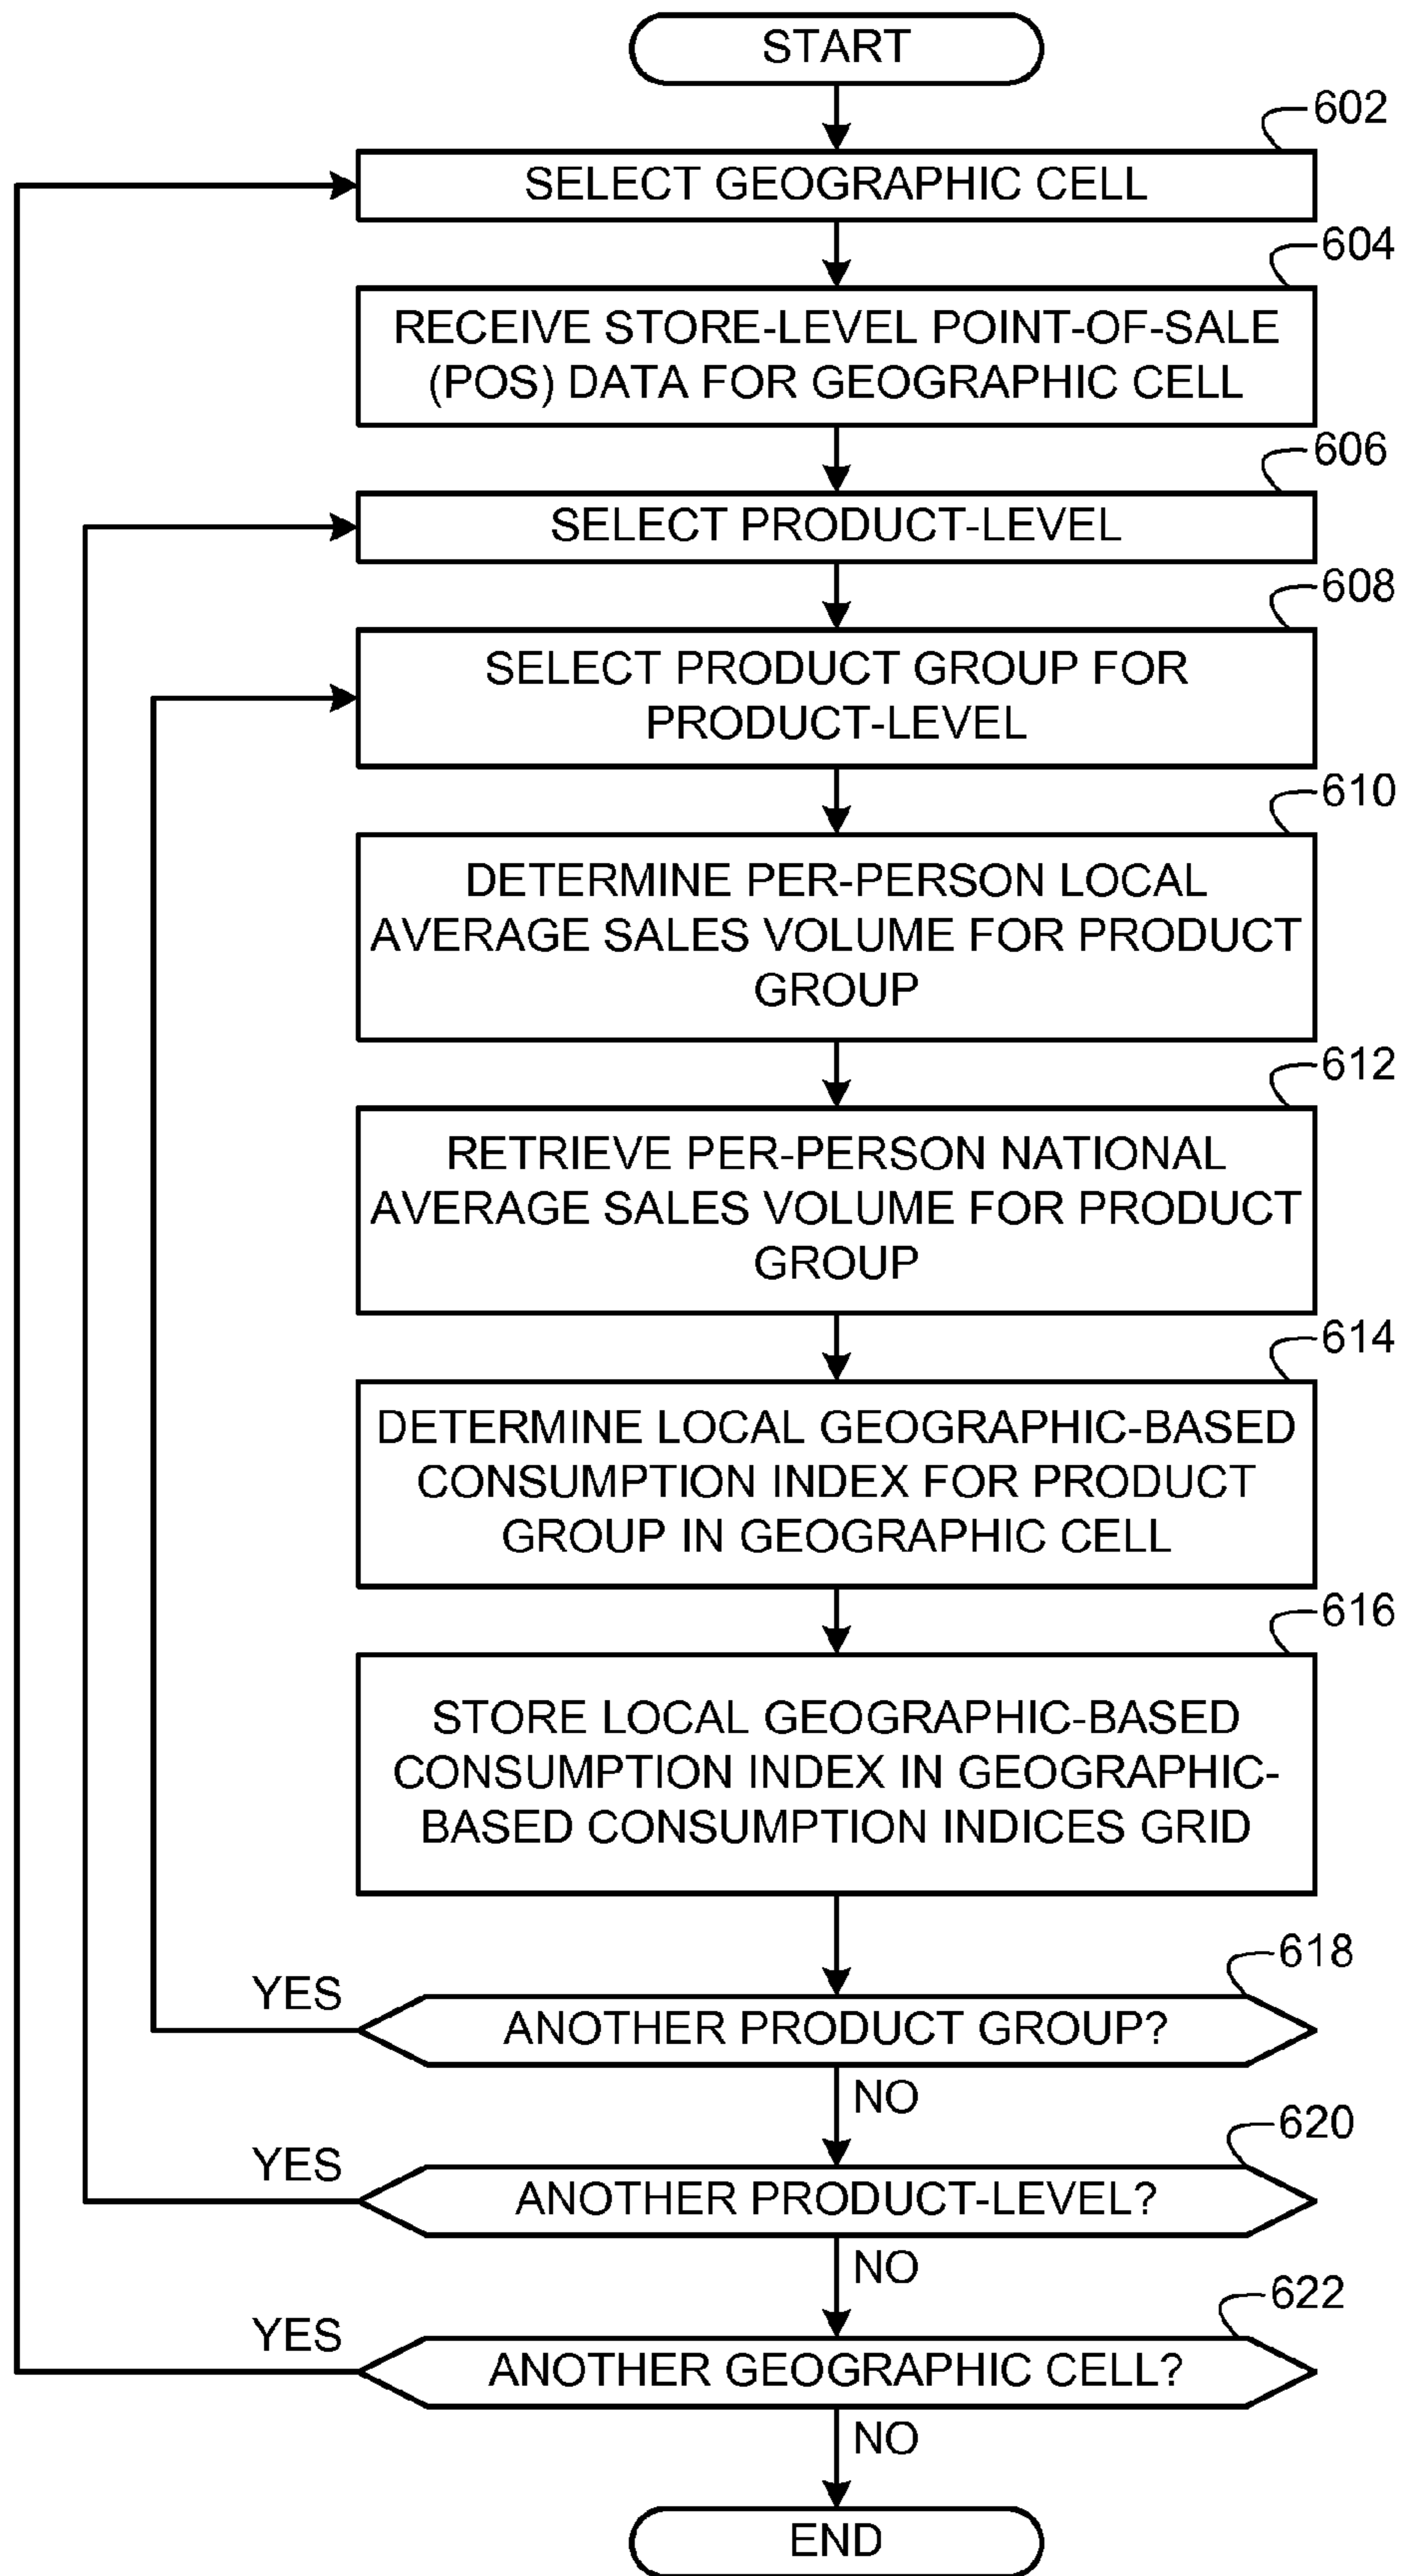 START
602
SELECT GEOGRAPHIC CELL
604
RECEIVE STORE-LEVEL POINT-OF-SALE
(POS) DATA FOR GEOGRAPHIC CELL
606
SELECT PRODUCT-LEVEL
608
SELECT PRODUCT GROUP FOR
PRODUCT-LEVEL
610
DETERMINE PER-PERSON LOCAL
AVERAGE SALES VOLUME FOR PRODUCT
GROUP
612
RETRIEVE PER-PERSON NATIONAL
AVERAGE SALES VOLUME FOR PRODUCT
GROUP
614
DETERMINE LOCAL GEOGRAPHIC-BASED
CONSUMPTION INDEX FOR PRODUCT
GROUP IN GEOGRAPHIC CELL
616
STORE LOCAL GEOGRAPHIC-BASED
CONSUMPTION INDEX IN GEOGRAPHIC-
BASED CONSUMPTION INDICES GRID
618
YES
ANOTHER PRODUCT GROUP?
NO
620
YES
ANOTHER PRODUCT-LEVEL?
NO
622
YES
ANOTHER GEOGRAPHIC CELL?
NO
END